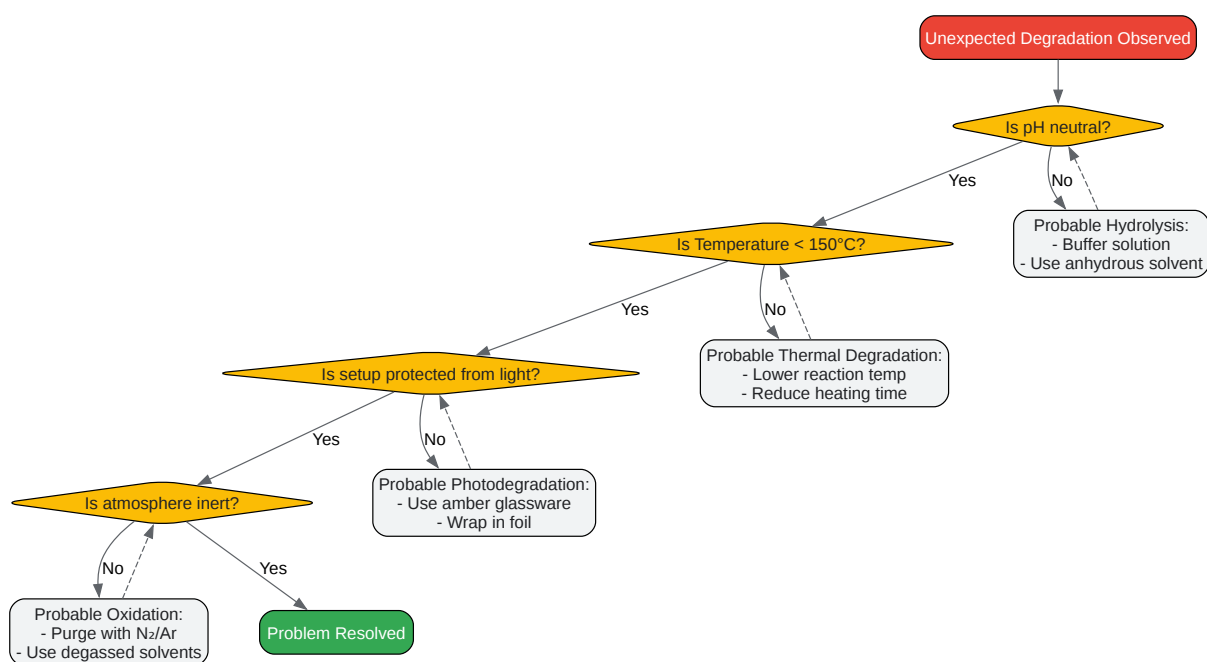 Unexpected Degradation Observed
Is pH neutral?
Yes
No
Probable Hydrolysis:
- Buffer solution
- Use anhydrous solvent
Is Temperature < 150°C?
Yes
No
Probable Thermal Degradation:
- Lower reaction temp
- Reduce heating time
Is setup protected from light?
Yes
No
Probable Photodegradation:
- Use amber glassware
- Wrap in foil
Is atmosphere inert?
No
Yes
Probable Oxidation:
- Purge with N₂/Ar
- Use degassed solvents
Problem Resolved